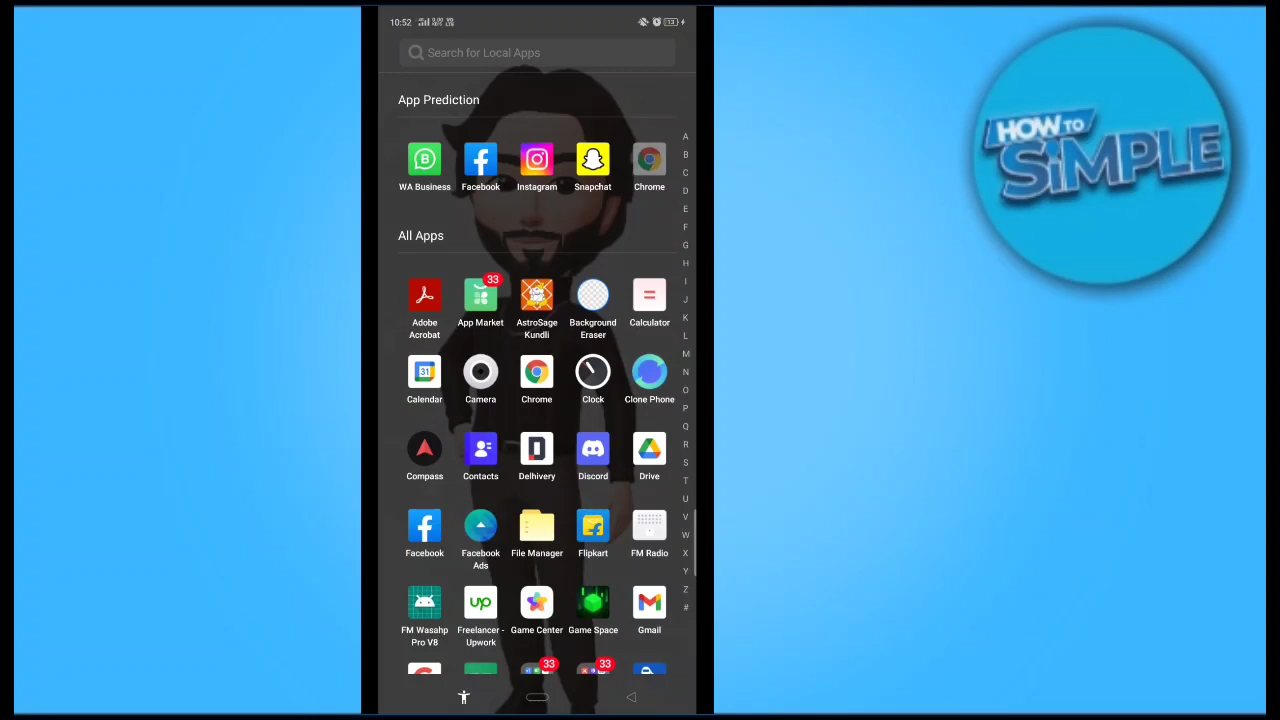 10:52
13
Search for Local Apps
HOW TO
SiMPLE
App Prediction
WA Business Facebook Instagram Snapchat Chrome
All Apps
33
Adobe Acrobat
App Market
AstroSage Kundli
Background Eraser
Calculator
31
Calendar Camera Chrome Clock Clone Phone
Compass Contacts Delhivery Discord Drive
Facebook
Facebook Ads
File Manager
Flipkart
FM Radio
up
FM Wasahp Pro V8
Freelancer - Upwork
Game Center
Game Space
Gmail
33
33
A
B
C
D
E
F
G
H
I
J
K
L
M
N
O
P
Q
R
S
T
U
V
W
X
Y
Z
#